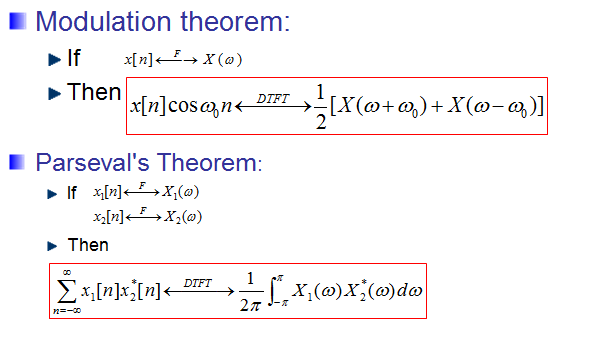 Modulation theorem:
If x[n] ←F→ X(ω)
Then x[n]cosω₀n ←DTFT→ 1/2[X(ω+ω₀)+X(ω−ω₀)]
Parseval's Theorem:
If x₁[n] ←F→ X₁(ω)
x₂[n] ←F→ X₂(ω)
Then
∑_{n=−∞}^{∞} x₁[n]x₂*[n] ←DTFT→ 1/2π ∫_{−π}^{π} X₁(ω)X₂*(ω)dω